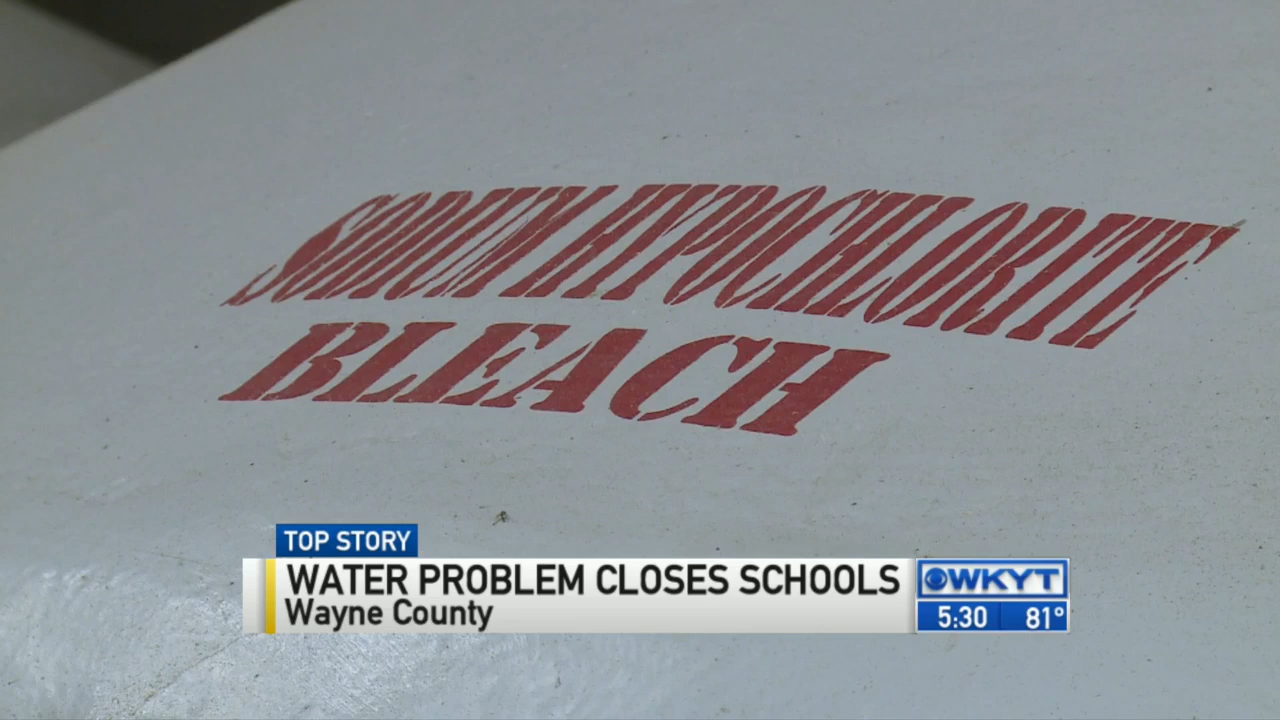 SODIUM HYPOCHLORITE
BLEACH
TOP STORY
WATER PROBLEM CLOSES SCHOOLS
Wayne County
WKYT
5:30 81°